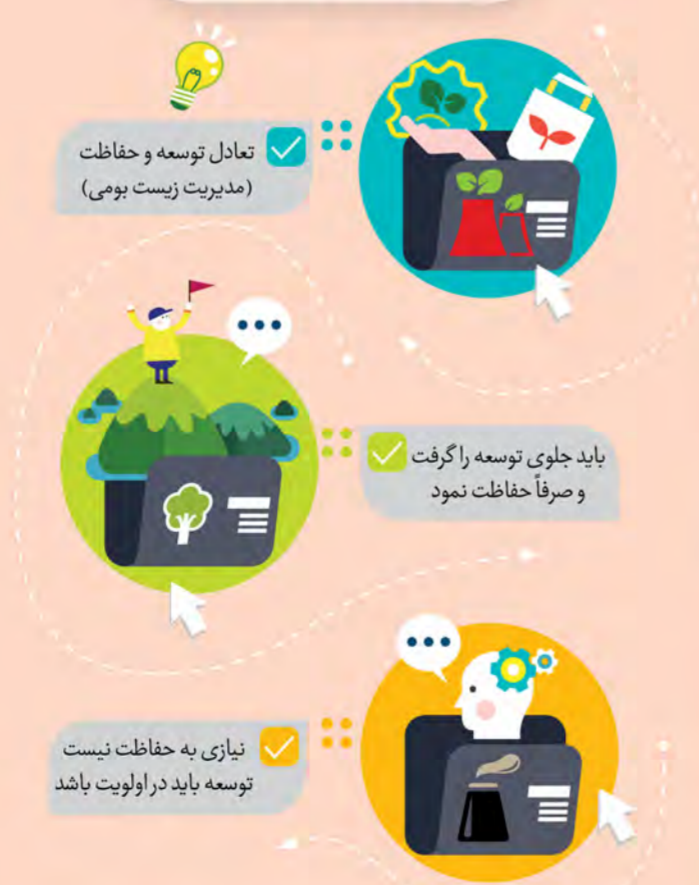 تعادل توسعه و حفاظت
(مدیریت زیست بومی)
باید جلوی توسعه را گرفت
و صرفاً حفاظت نمود
نیازی به حفاظت نیست
توسعه باید در اولویت باشد